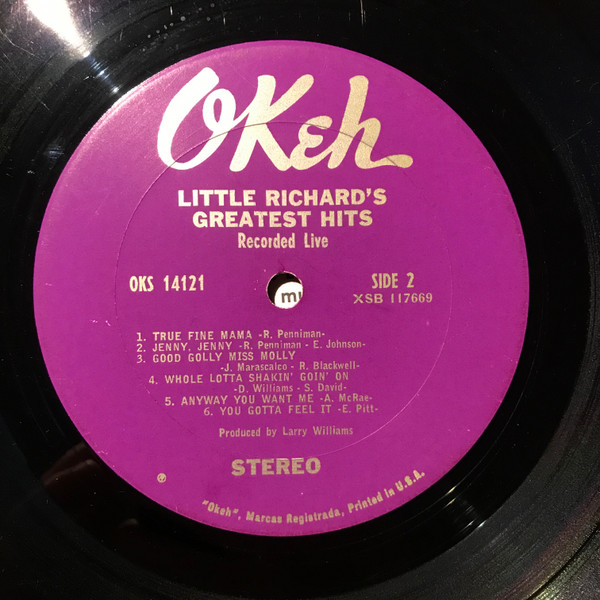 OKeh
LITTLE RICHARD'S
GREATEST HITS
Recorded Live
OKS 14121
SIDE 2
XSB 117669
1. TRUE FINE MAMA -R. Penniman-
2. JENNY, JENNY -R. Penniman - E. Johnson-
3. GOOD GOLLY MISS MOLLY
-J. Marascalco - R. Blackwell-
4. WHOLE LOTTA SHAKIN' GOIN' ON
-D. Williams - S. David-
5. ANYWAY YOU WANT ME -A. McRae-
6. YOU GOTTA FEEL IT -E. Pitt-
Produced by Larry Williams
STEREO
℗
"Okeh", Marcas Registrada, Printed in U.S.A.